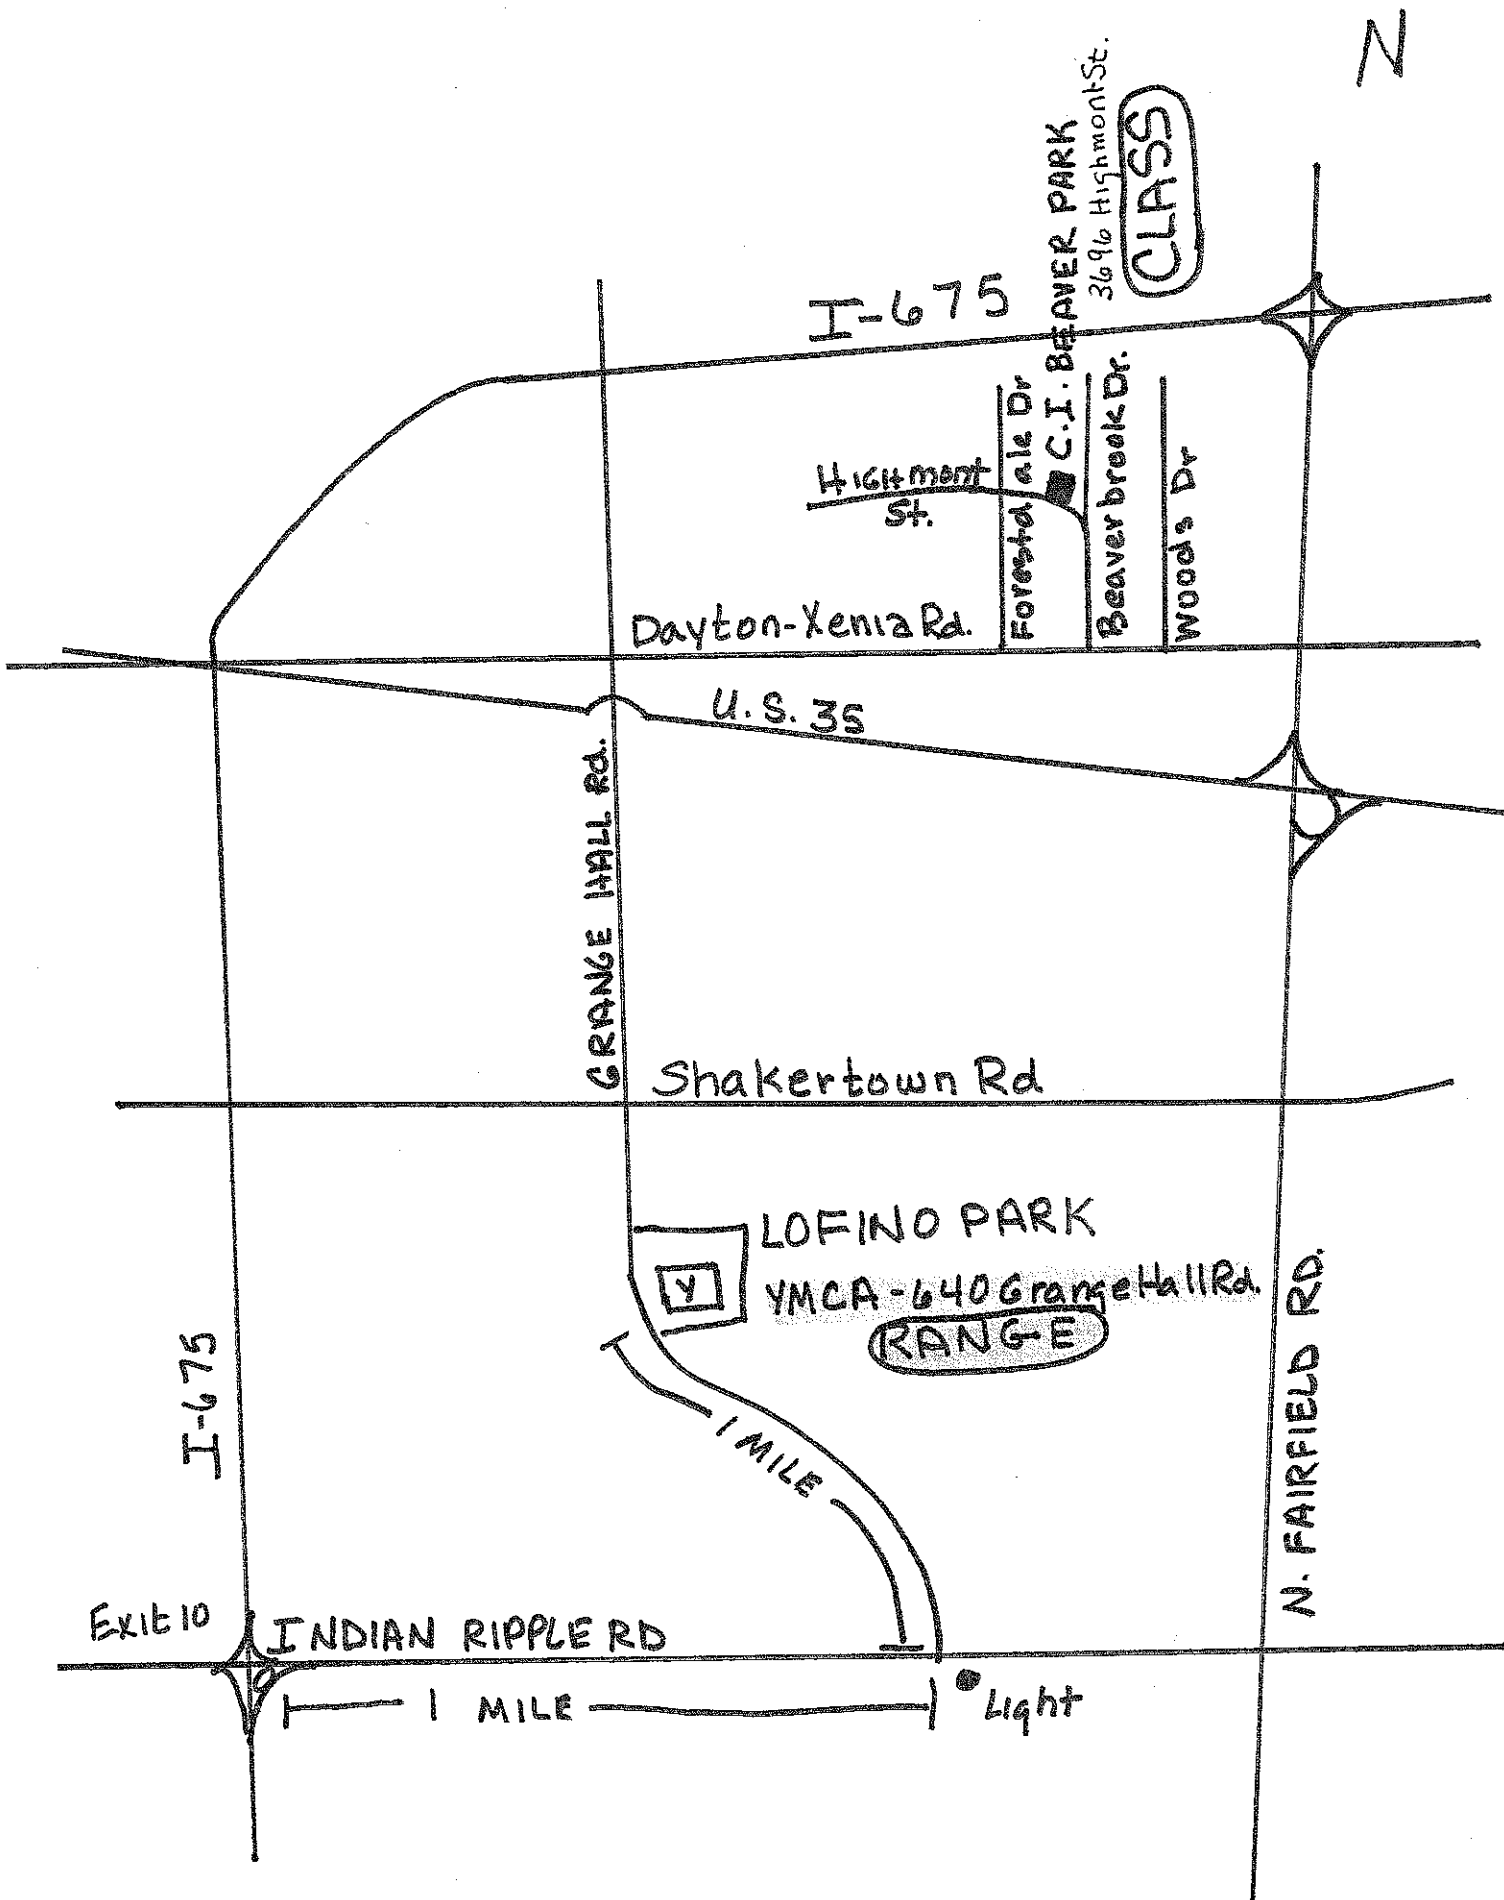 N
C.I. BEAVER PARK
3696 Highmont St.
CLASS
I-675
HIGHmont
St.
Forestdale Dr
Beaverbrook Dr.
Woods Dr
Dayton-Xenia Rd.
U.S. 35
GRANGE HALL Rd.
Shakertown Rd
LOFINO PARK
Y
YMCA-640 Grange Hall Rd.
RANGE
I-675
1 MILE
N. FAIRFIELD RD.
Exit 10
INDIAN RIPPLE RD
1 MILE
Light